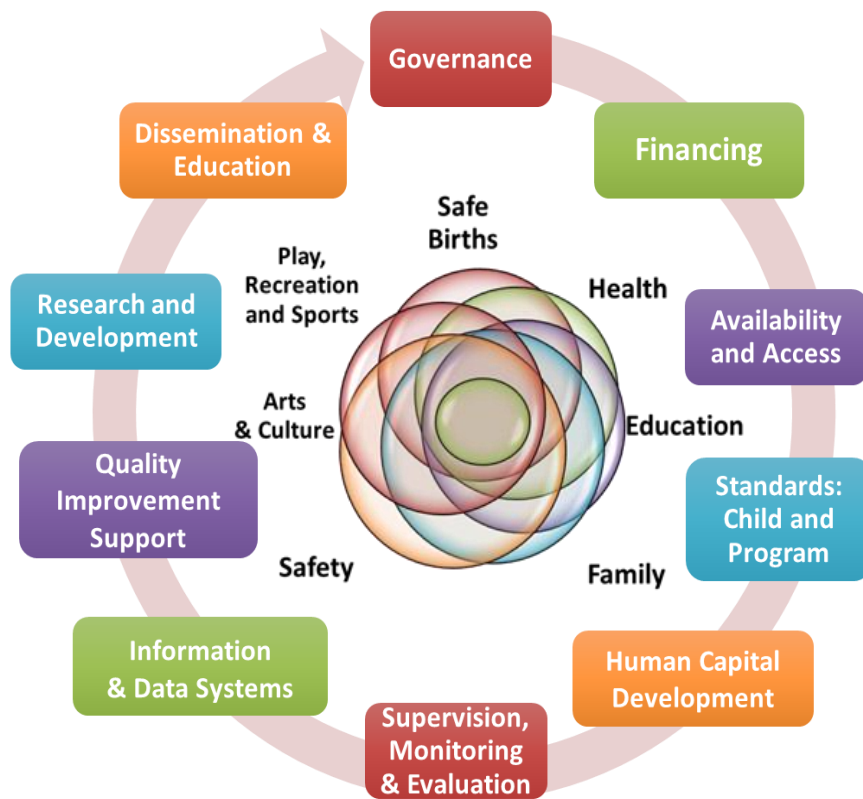 Governance
Financing
Availability
and Access
Standards:
Child and
Program
Human Capital
Development
Supervision,
Monitoring
& Evaluation
Information
& Data Systems
Quality
Improvement
Support
Research and
Development
Dissemination &
Education
Safe
Births
Health
Education
Family
Safety
Arts
& Culture
Play,
Recreation
and Sports